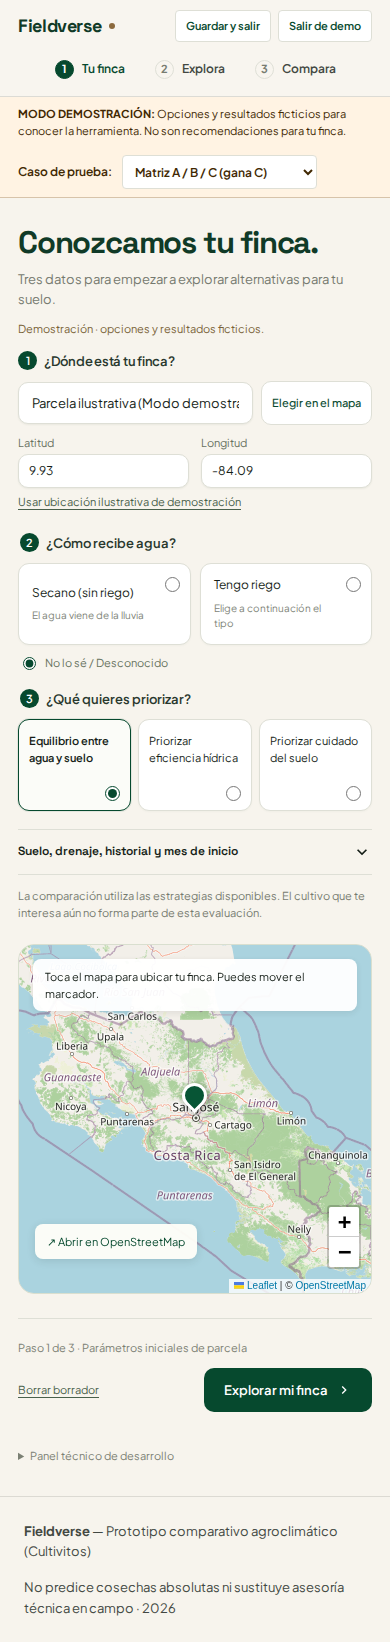 Fieldverse
Guardar y salir
Salir de demo
1 Tu finca
2 Explora
3 Compara
MODO DEMOSTRACIÓN: Opciones y resultados ficticios para
conocer la herramienta. No son recomendaciones para tu finca.
Caso de prueba:
Matriz A / B / C (gana C)
Conozcamos tu finca.
Tres datos para empezar a explorar alternativas para tu
suelo.
Demostración · opciones y resultados ficticios.
1 ¿Dónde está tu finca?
Parcela ilustrativa (Modo demostra
Elegir en el mapa
Latitud
Longitud
9.93
-84.09
Usar ubicación ilustrativa de demostración
2 ¿Cómo recibe agua?
Secano (sin riego)
El agua viene de la lluvia
Tengo riego
Elige a continuación el
tipo
No lo sé / Desconocido
3 ¿Qué quieres priorizar?
Equilibrio entre
agua y suelo
Priorizar
eficiencia hídrica
Priorizar cuidado
del suelo
Suelo, drenaje, historial y mes de inicio
La comparación utiliza las estrategias disponibles. El cultivo que te
interesa aún no forma parte de esta evaluación.
Toca el mapa para ubicar tu finca. Puedes mover el
marcador.
San Carlos
Upala
Liberia
Guanacaste
Alajuela
Nicoya
San José
Limón
Puntarenas
Cartago
Limón
Costa Rica
Changuinola
San Isidro
de El General
Puntarenas
Neily
+
−
↗ Abrir en OpenStreetMap
Leaflet | © OpenStreetMap
Paso 1 de 3 · Parámetros iniciales de parcela
Borrar borrador
Explorar mi finca
Panel técnico de desarrollo
Fieldverse — Prototipo comparativo agroclimático
(Cultivitos)
No predice cosechas absolutas ni sustituye asesoría
técnica en campo · 2026